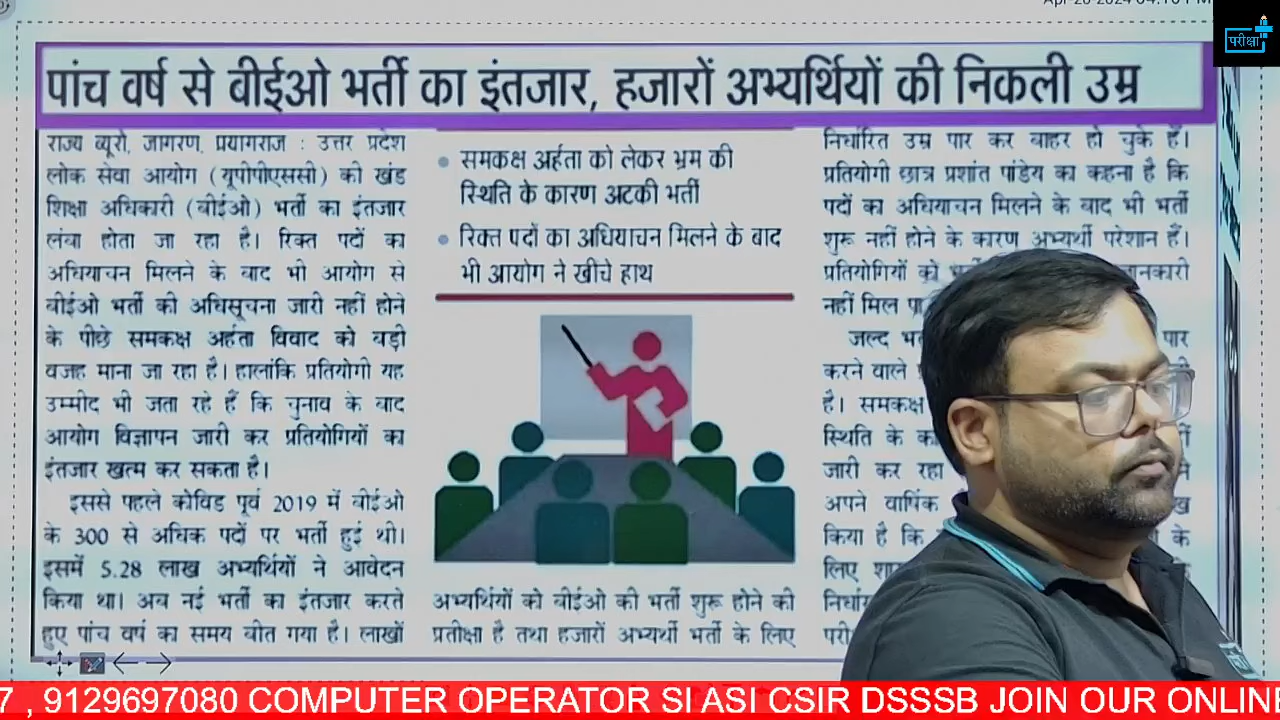 परीक्षा
पांच वर्ष से बीईओ भर्ती का इंतजार, हजारों अभ्यर्थियों की निकली उम्र
राज्य ब्यूरो, जागरण, प्रयागराज : उत्तर प्रदेश
लोक सेवा आयोग (यूपीपीएससी) की खंड
शिक्षा अधिकारी (बीईओ) भर्ती का इंतजार
लंबा होता जा रहा है। रिक्त पदों का
अधियाचन मिलने के बाद भी आयोग से
बीईओ भर्ती की अधिसूचना जारी नहीं होने
के पीछे समकक्ष अर्हता विवाद को बड़ी
वजह माना जा रहा है। हालांकि प्रतियोगी यह
उम्मीद भी जता रहे हैं कि चुनाव के बाद
आयोग विज्ञापन जारी कर प्रतियोगियों का
इंतजार खत्म कर सकता है।
इससे पहले कोविड पूर्व 2019 में बीईओ
के 300 से अधिक पदों पर भर्ती हुई थी।
इसमें 5.28 लाख अभ्यर्थियों ने आवेदन
किया था। अब नई भर्ती का इंतजार करते
हुए पांच वर्ष का समय बीत गया है। लाखों
समकक्ष अर्हता को लेकर भ्रम की
स्थिति के कारण अटकी भर्ती
रिक्त पदों का अधियाचन मिलने के बाद
भी आयोग ने खींचे हाथ
अभ्यर्थियों को बीईओ की भर्ती शुरू होने की
प्रतीक्षा है तथा हजारों अभ्यर्थी भर्ती के लिए
निर्धारित उम्र पार कर बाहर हो चुके हैं।
प्रतियोगी छात्र प्रशांत पांडेय का कहना है कि
पदों का अधियाचन मिलने के बाद भी भर्ती
शुरू नहीं होने के कारण अभ्यर्थी परेशान हैं।
प्रतियोगियों को जानकारी
नहीं मिल
जल्द पार
करने वाले
है। समकक्ष
स्थिति के
जारी कर रहा
अपने वार्षिक
किया है कि के
लिए
7 , 9129697080 COMPUTER OPERATOR SI ASI CSIR DSSSB JOIN OUR ONLINE